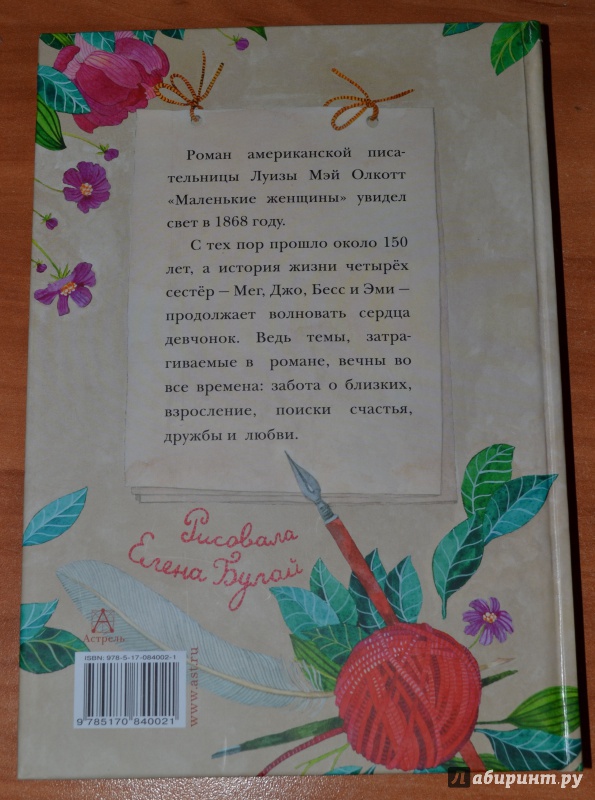 Роман американской писа-
тельницы Луизы Мэй Олкотт
«Маленькие женщины» увидел
свет в 1868 году.
С тех пор прошло около 150
лет, а история жизни четырёх
сестёр – Мег, Джо, Бесс и Эми –
продолжает волновать сердца
девчонок. Ведь темы, затра-
гиваемые в романе, вечны во
все времена: забота о близких,
взросление, поиски счастья,
дружбы и любви.
Рисовала
Елена Булай
Астрель
ISBN: 978-5-17-084002-1
9 785170 840021
www.ast.ru
Лабиринт.ру